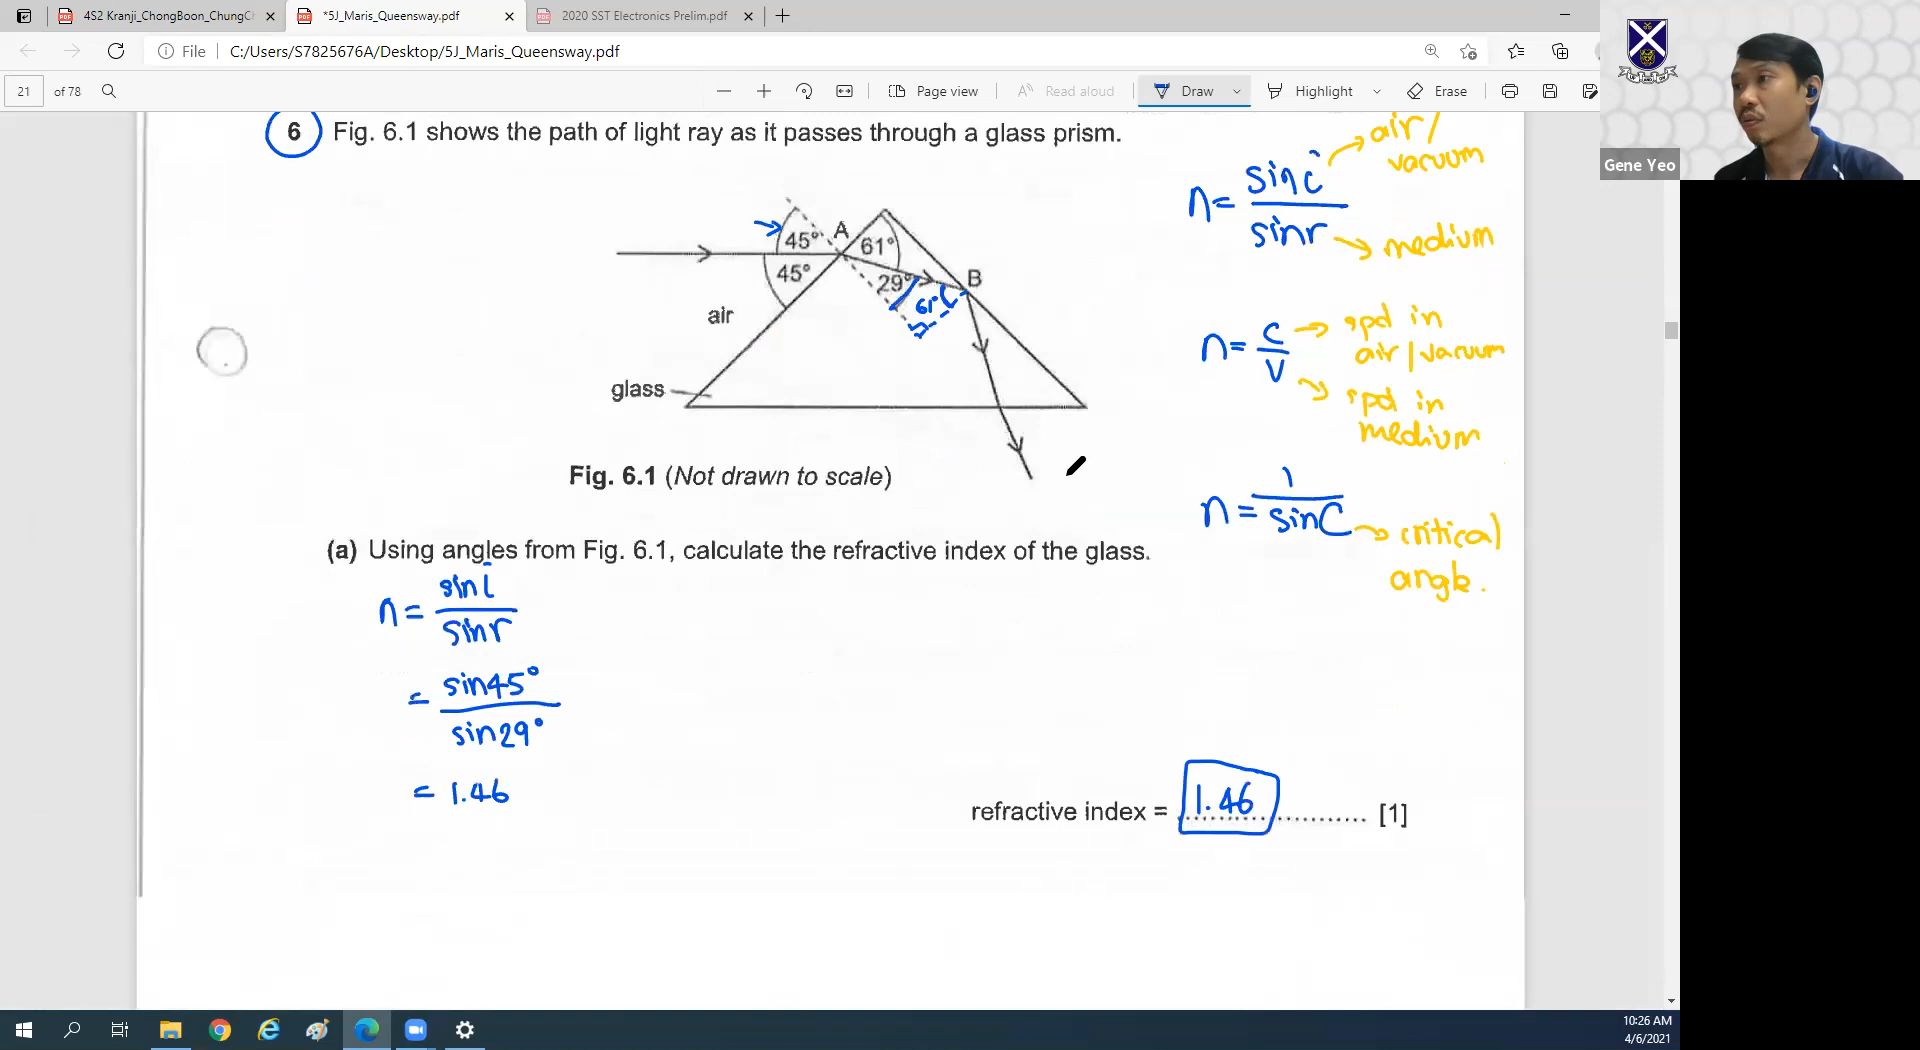 4S2 Kranji_ChongBoon_ChungCh
*5J_Maris_Queensway.pdf
2020 SST Electronics Prelim.pdf
File
C:/Users/S7825676A/Desktop/5J_Maris_Queensway.pdf
21 of 78
Page view
Read aloud
Draw
Highlight
Erase
Gene Yeo
6 Fig. 6.1 shows the path of light ray as it passes through a glass prism.
45°
A
61°
45°
29°
B
61°
air
glass
Fig. 6.1 (Not drawn to scale)
n = sin i / sin r
air/
vacuum
medium
n = c / v
spd in
air/vacuum
spd in
medium
n = 1 / sin C
critical
angle.
(a) Using angles from Fig. 6.1, calculate the refractive index of the glass.
n = sin i / sin r
= sin45° / sin29°
= 1.46
refractive index = 1.46 .................... [1]
10:26 AM
4/6/2021